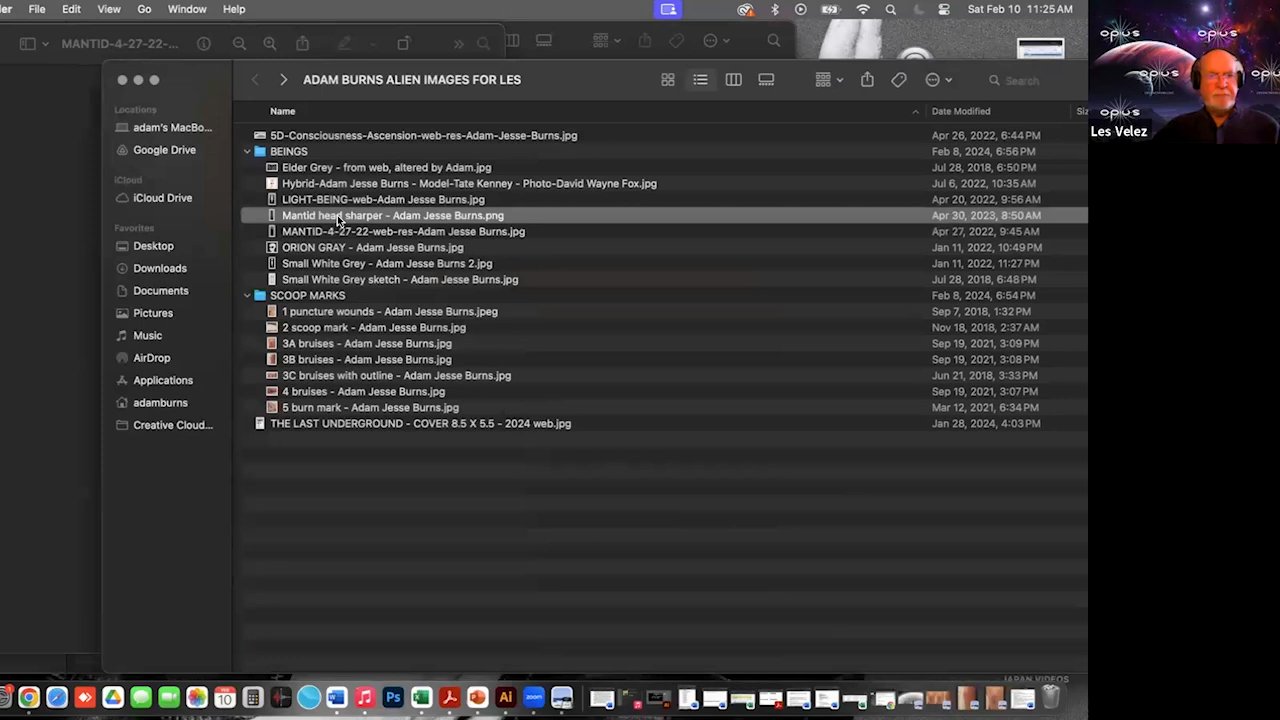 File Edit View Go Window Help Sat Feb 10 11:25 AM
MANTID-4-27-22-...
ADAM BURNS ALIEN IMAGES FOR LES Search
Locations
adam's MacBo...
Google Drive
iCloud
iCloud Drive
Favorites
Desktop
Downloads
Documents
Pictures
Music
AirDrop
Applications
adamburns
Creative Cloud...
Name Date Modified
5D-Consciousness-Ascension-web-res-Adam-Jesse-Burns.jpg Apr 26, 2022, 6:44 PM
BEINGS Feb 8, 2024, 6:56 PM
Elder Grey - from web, altered by Adam.jpg Jul 28, 2018, 6:50 PM
Hybrid-Adam Jesse Burns - Model-Tate Kenney - Photo-David Wayne Fox.jpg Jul 6, 2022, 10:35 AM
LIGHT-BEING-web-Adam Jesse Burns.jpg Apr 20, 2022, 9:56 AM
Mantid head sharper - Adam Jesse Burns.png Apr 30, 2023, 8:50 AM
MANTID-4-27-22-web-res-Adam Jesse Burns.jpg Apr 27, 2022, 9:45 AM
ORION GRAY - Adam Jesse Burns.jpg Jan 11, 2022, 10:49 PM
Small White Grey - Adam Jesse Burns 2.jpg Jan 11, 2022, 11:27 PM
Small White Grey sketch - Adam Jesse Burns.jpg Jul 28, 2018, 6:48 PM
SCOOP MARKS Feb 8, 2024, 6:54 PM
1 puncture wounds - Adam Jesse Burns.jpeg Sep 7, 2018, 1:32 PM
2 scoop mark - Adam Jesse Burns.jpg Nov 18, 2018, 2:37 AM
3A bruises - Adam Jesse Burns.jpg Sep 19, 2021, 3:09 PM
3B bruises - Adam Jesse Burns.jpg Sep 19, 2021, 3:08 PM
3C bruises with outline - Adam Jesse Burns.jpg Jun 21, 2018, 3:33 PM
4 bruises - Adam Jesse Burns.jpg Sep 19, 2021, 3:07 PM
5 burn mark - Adam Jesse Burns.jpg Mar 12, 2021, 6:34 PM
THE LAST UNDERGROUND - COVER 8.5 X 5.5 - 2024 web.jpg Jan 28, 2024, 4:03 PM
JAPAN VIDEOS
opus opus
opus
opus
Les Velez
FEB
10
W
X
P
Ps
Ai
zoom